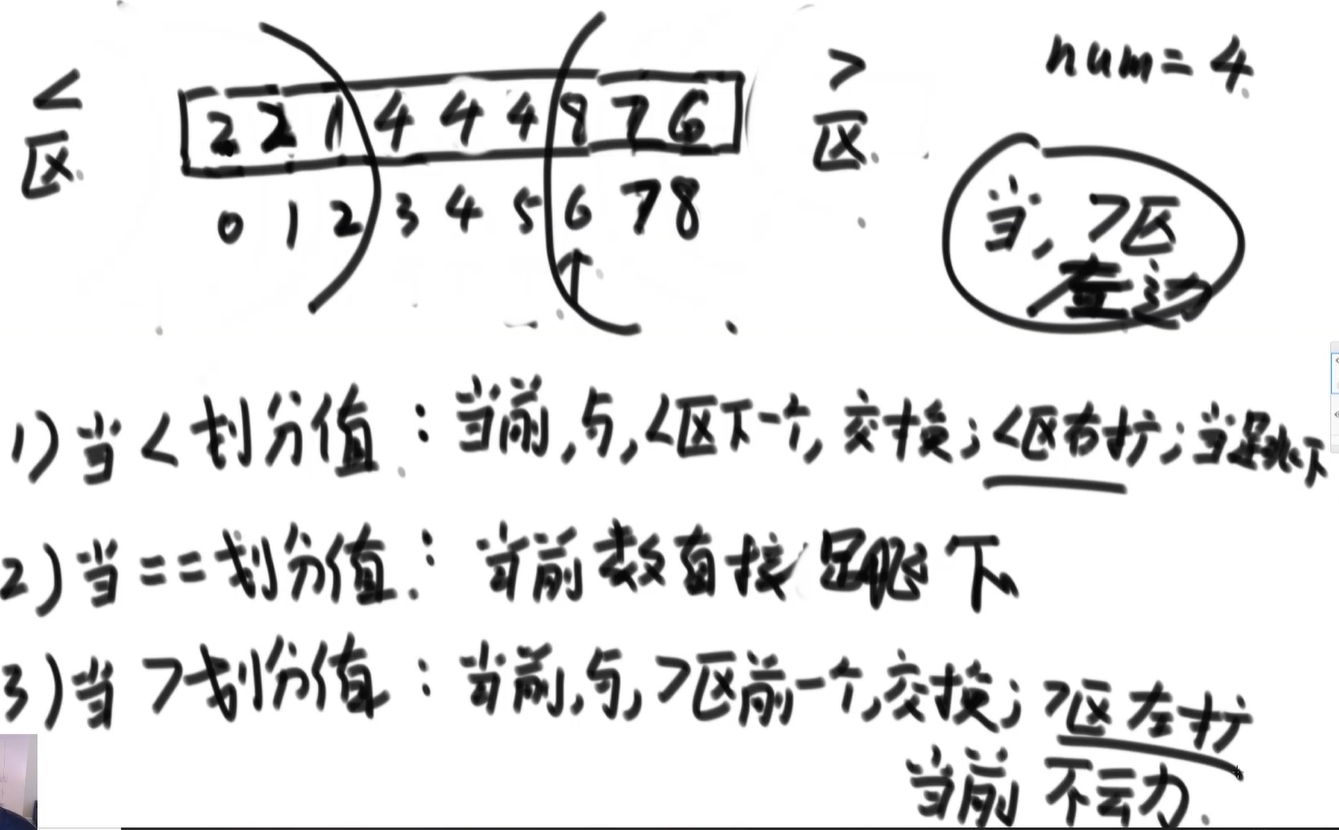 num = 4
< 区
2 2 1 4 4 4 9 7 6
> 区
0 1 2 3 4 5 6 7 8
当, >区
左边
1) 当 < 划分值 : 当前,与,<区下一个,交换; <区右扩; 当前跳下
2) 当 == 划分值 : 当前数直接跳下
3) 当 > 划分值 : 当前,与,>区前一个,交换; >区左扩
当前 不动.